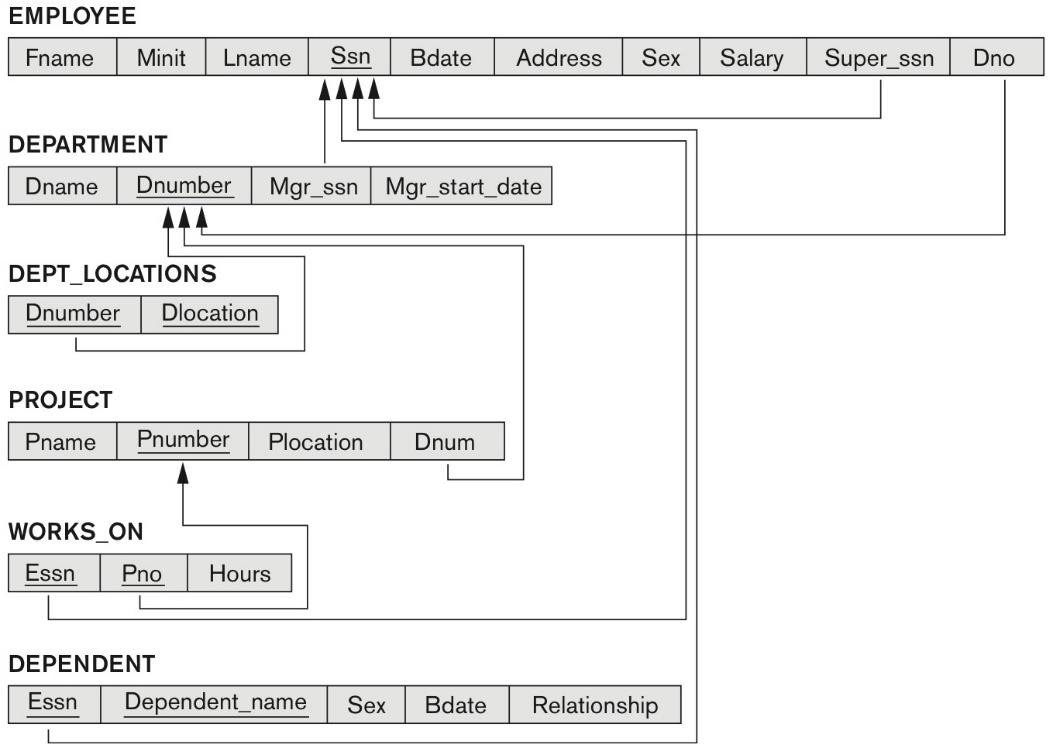 EMPLOYEE
Fname Minit Lname Ssn Bdate Address Sex Salary Super_ssn Dno
DEPARTMENT
Dname Dnumber Mgr_ssn Mgr_start_date
DEPT_LOCATIONS
Dnumber Dlocation
PROJECT
Pname Pnumber Plocation Dnum
WORKS_ON
Essn Pno Hours
DEPENDENT
Essn Dependent_name Sex Bdate Relationship